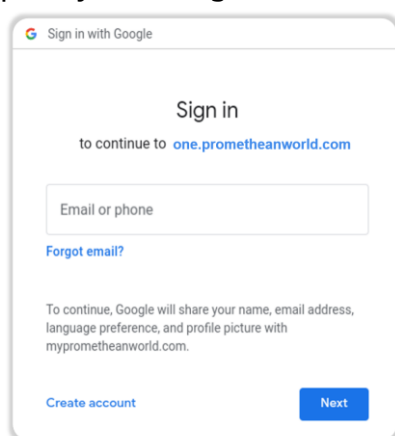 Sign in with Google
Sign in
to continue to one.prometheanworld.com
Email or phone
Forgot email?
To continue, Google will share your name, email address,
language preference, and profile picture with
myprometheanworld.com.
Create account
Next